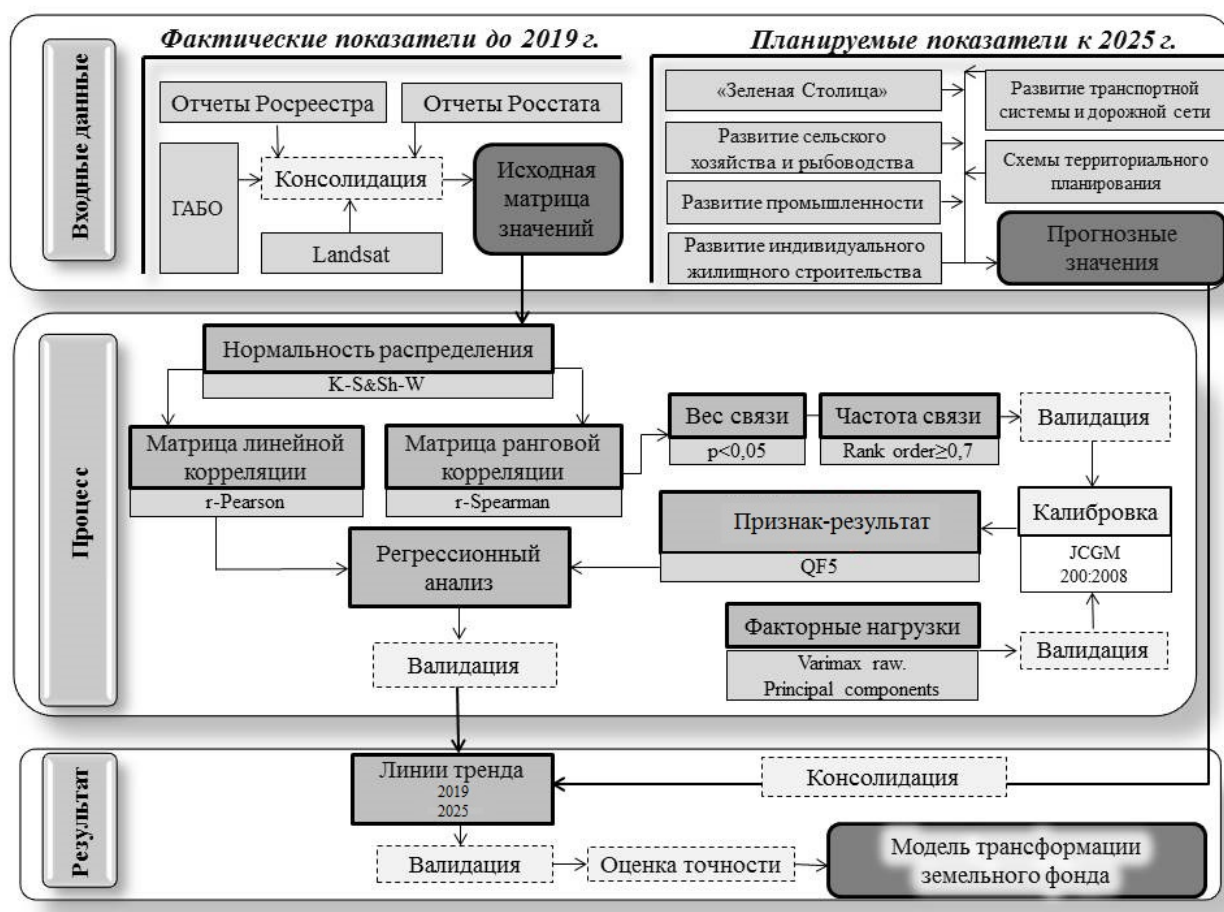 Входные данные
Фактические показатели до 2019 г.
Отчеты Росреестра
Отчеты Росстата
ГАБО
Консолидация
Landsat
Исходная
матрица
значений
Планируемые показатели к 2025 г.
«Зеленая Столица»
Развитие сельского
хозяйства и рыбоводства
Развитие промышленности
Развитие индивидуального
жилищного строительства
Развитие транспортной
системы и дорожной сети
Схемы территориального
планирования
Прогнозные
значения
Процесс
Нормальность распределения
K-S&Sh-W
Матрица линейной
корреляции
r-Pearson
Матрица ранговой
корреляции
r-Spearman
Вес связи
p<0,05
Частота связи
Rank order≥0,7
Валидация
Калибровка
JCGM
200:2008
Признак-результат
QF5
Регрессионный
анализ
Факторные нагрузки
Varimax raw.
Principal components
Валидация
Валидация
Результат
Линии тренда
2019
2025
Консолидация
Валидация
Оценка точности
Модель трансформации
земельного фонда